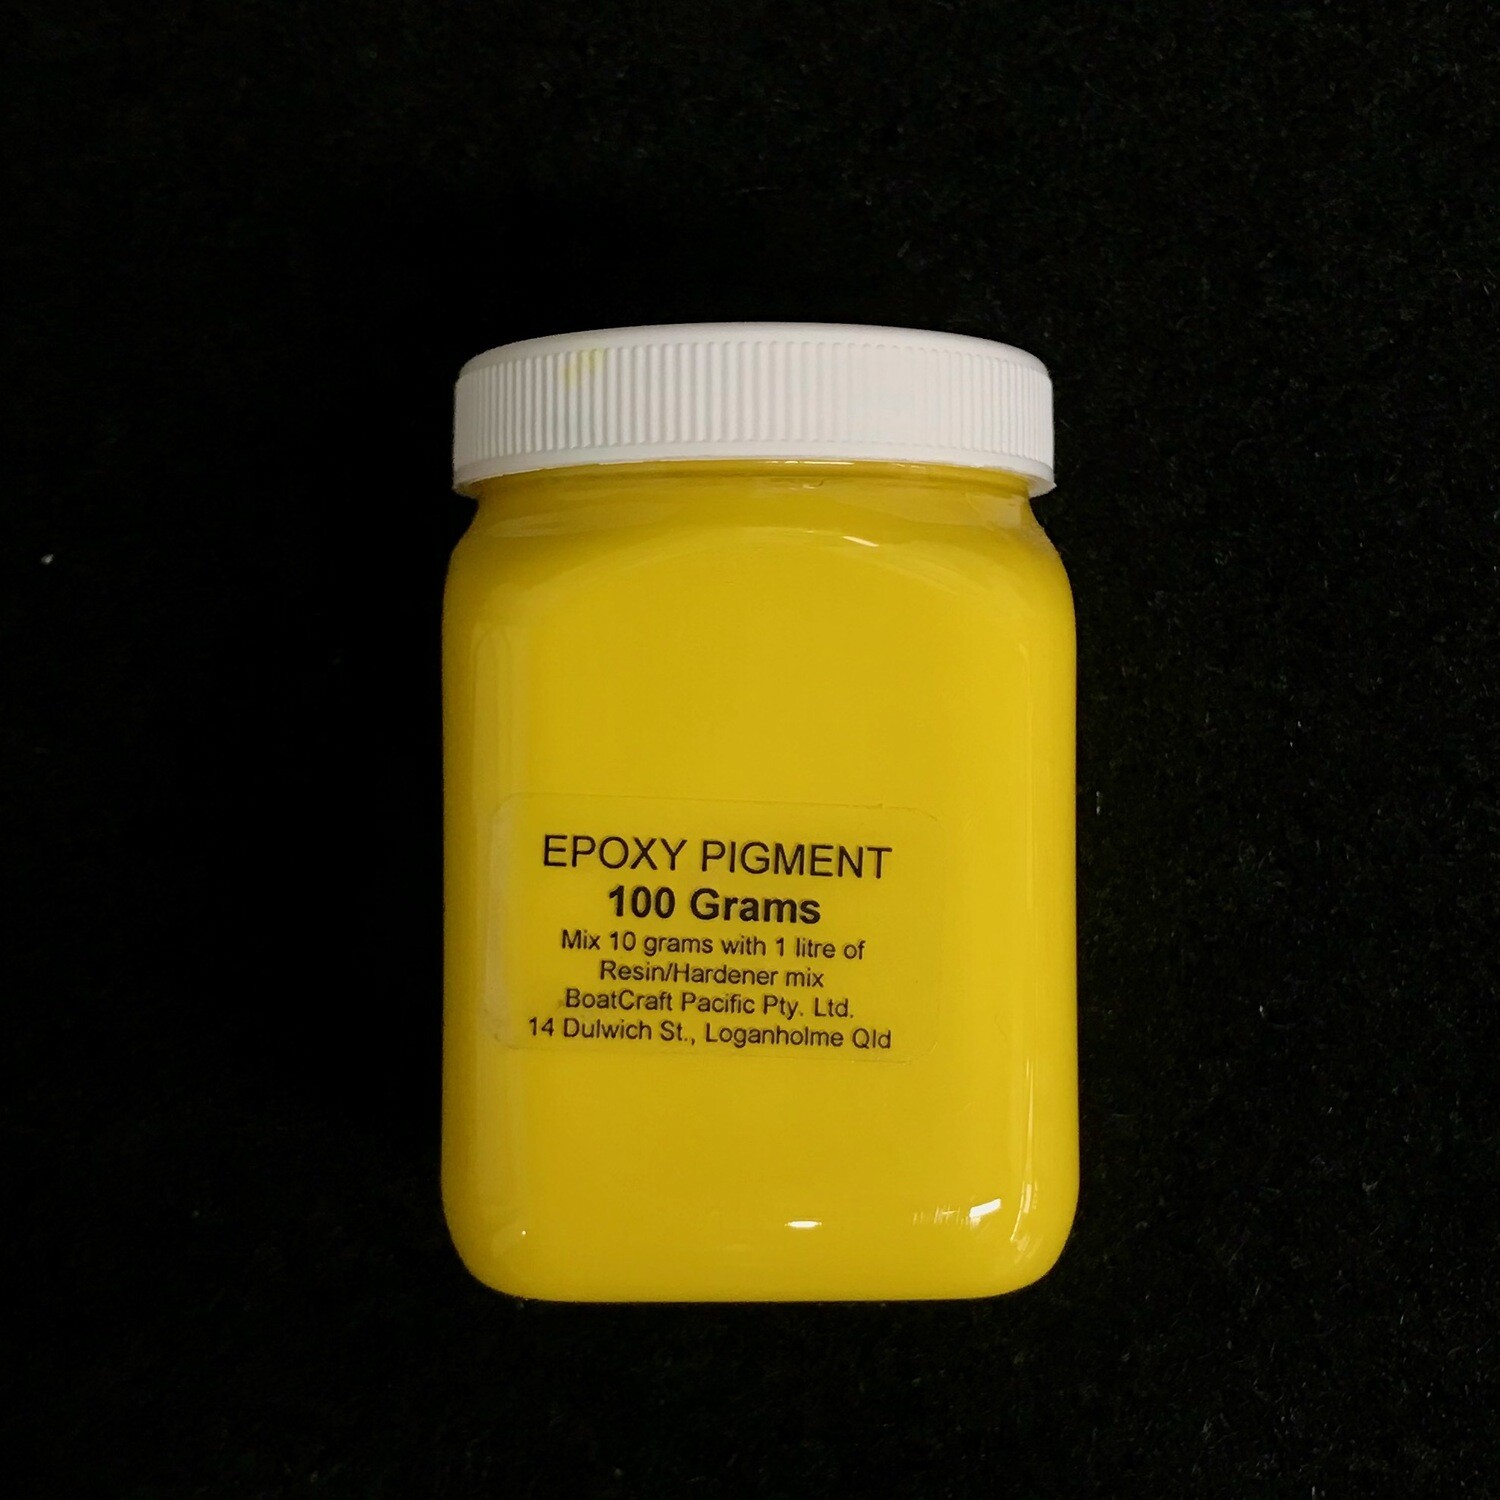 EPOXY PIGMENT
100 Grams
Mix 10 grams with 1 litre of
Resin/Hardener mix
BoatCraft Pacific Pty. Ltd.
14 Dulwich St., Loganholme Qld